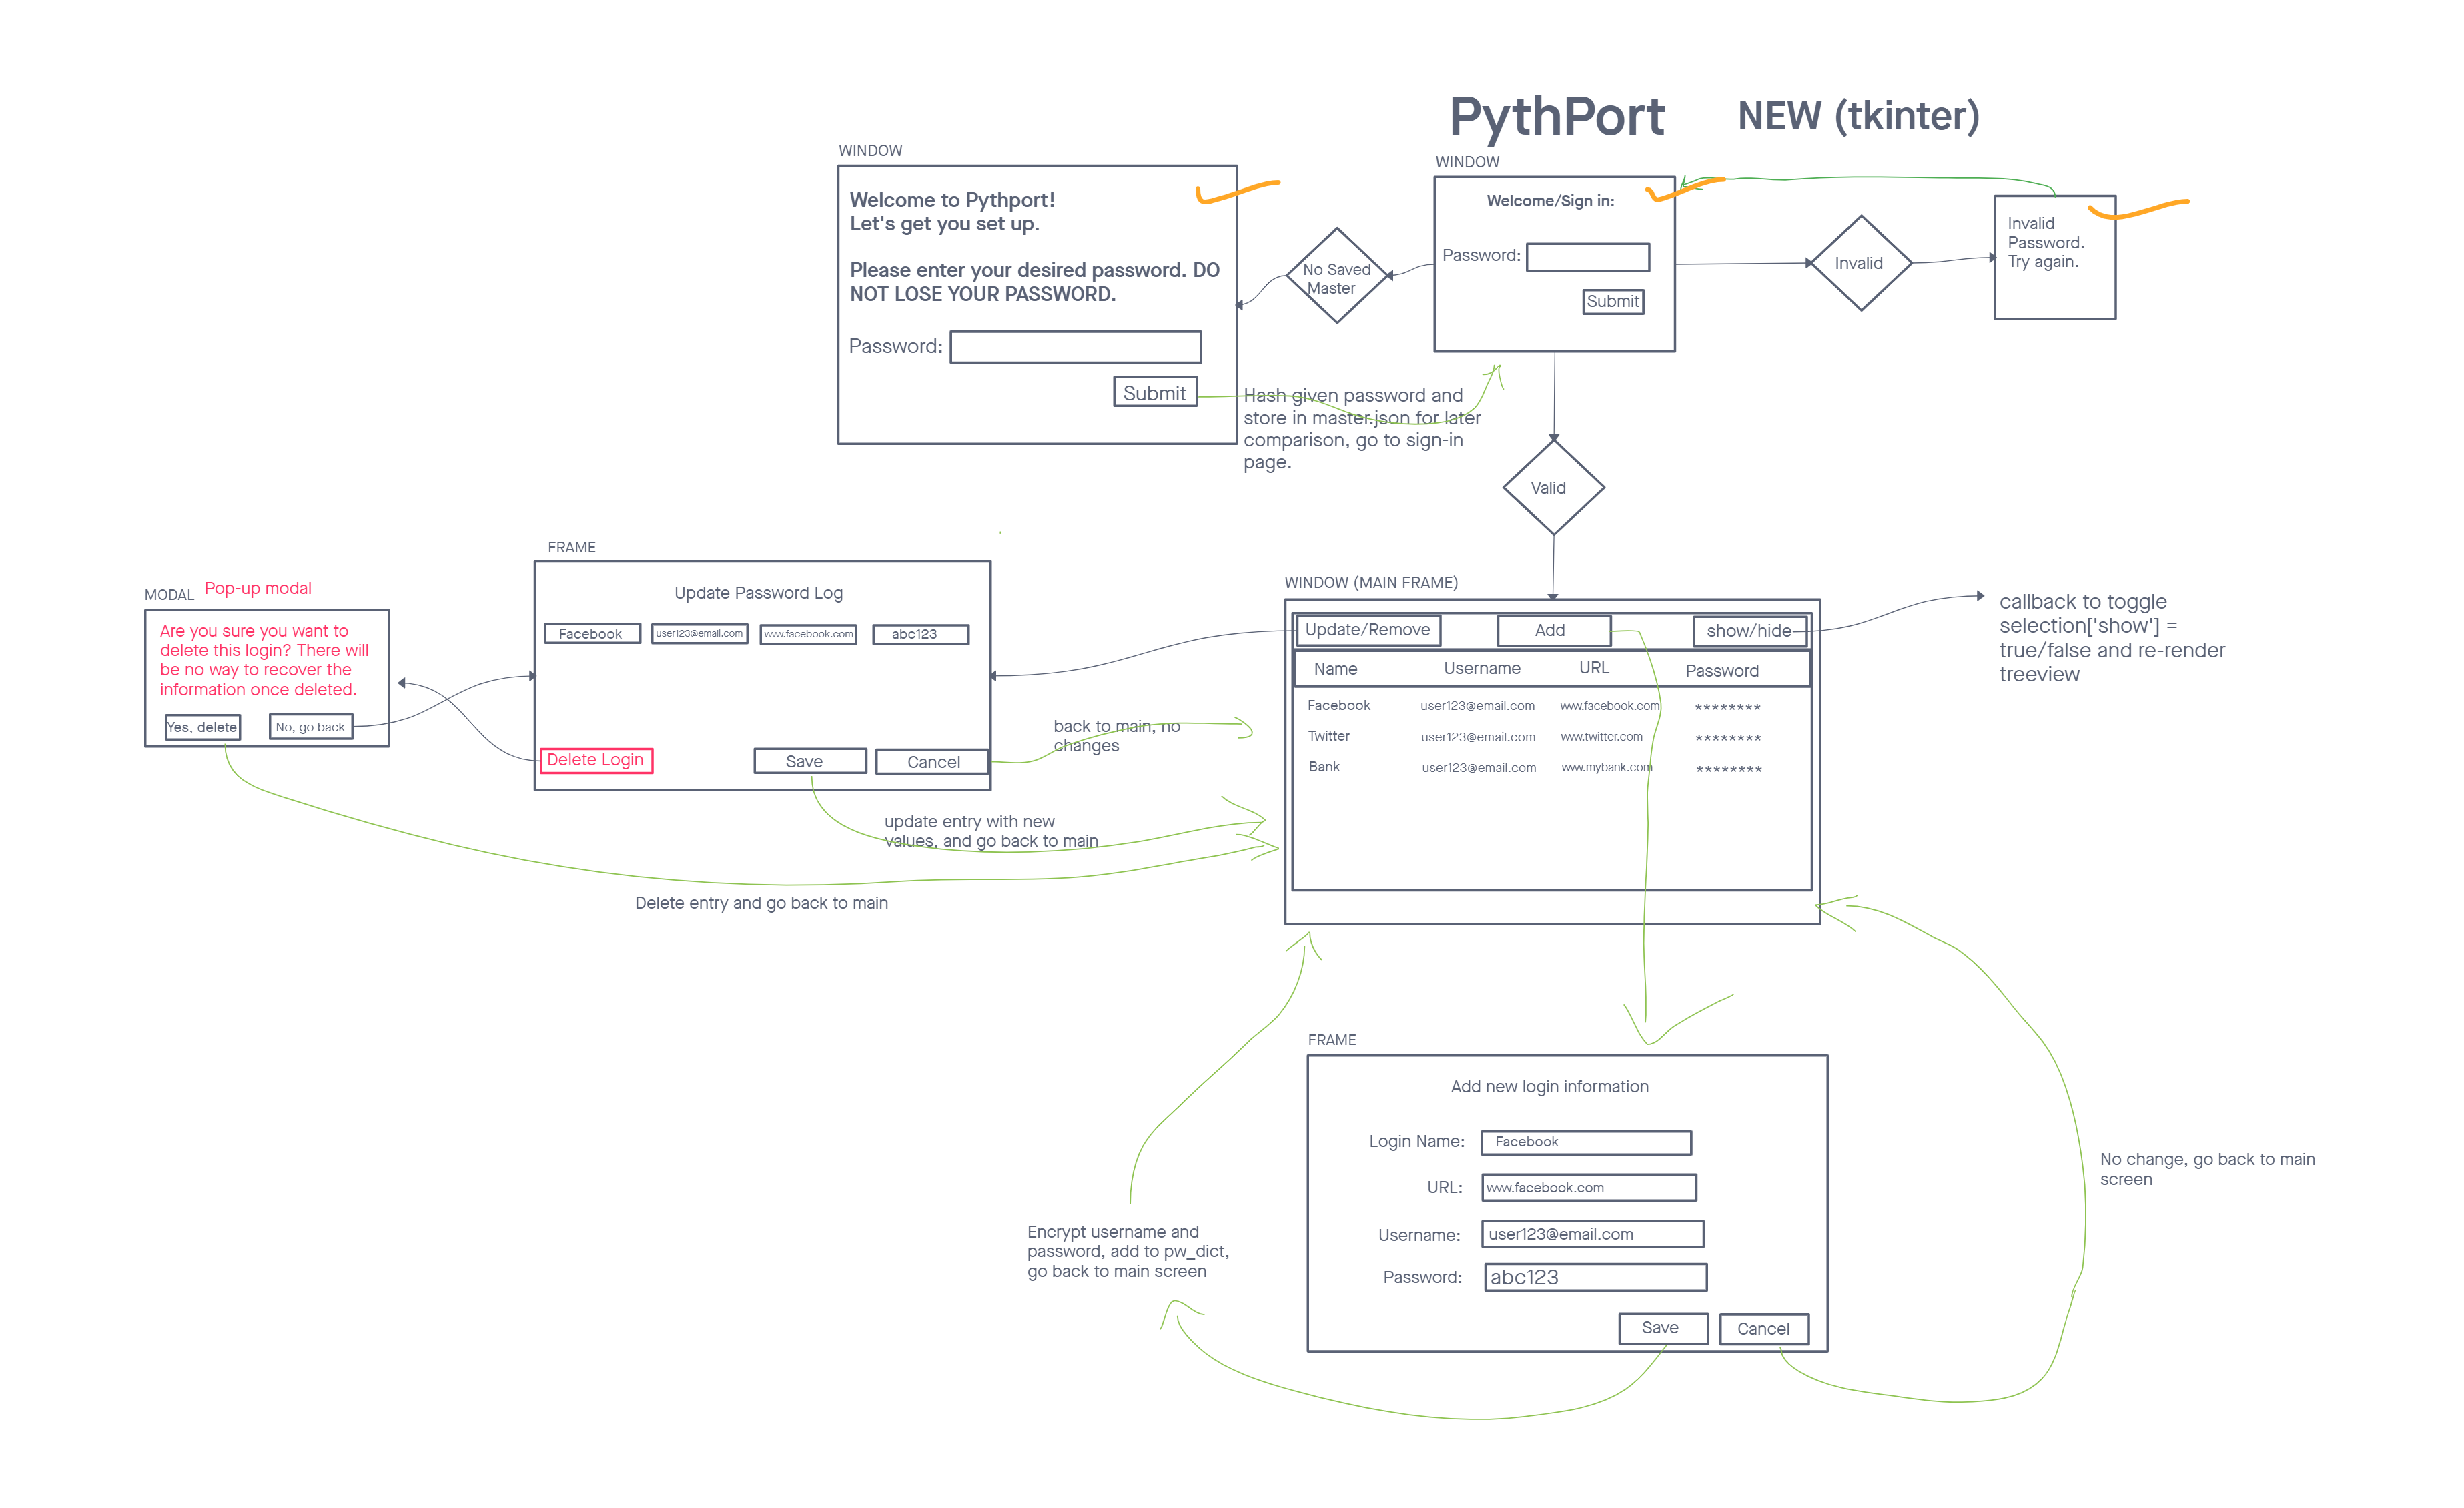 PythPort
NEW (tkinter)
WINDOW
Welcome to Pythport!
Let's get you set up.
Please enter your desired password. DO
NOT LOSE YOUR PASSWORD.
Password:
Submit
No Saved
Master
WINDOW
Welcome/Sign in:
Password:
Submit
Invalid
Invalid
Password.
Try again.
Hash given password and
store in master.json for later
comparison, go to sign-in
page.
Valid
MODAL
Pop-up modal
Are you sure you want to
delete this login? There will
be no way to recover the
information once deleted.
Yes, delete
No, go back
FRAME
Update Password Log
Facebook
user123@email.com
www.facebook.com
abc123
Delete Login
Save
Cancel
back to main, no
changes
update entry with new
values, and go back to main
Delete entry and go back to main
WINDOW (MAIN FRAME)
Update/Remove
Add
show/hide
Name
Username
URL
Password
Facebook
user123@email.com
www.facebook.com
********
Twitter
user123@email.com
www.twitter.com
********
Bank
user123@email.com
www.mybank.com
********
callback to toggle
selection['show'] =
true/false and re-render
treeview
FRAME
Add new login information
Login Name:
Facebook
URL:
www.facebook.com
Username:
user123@email.com
Password:
abc123
Save
Cancel
Encrypt username and
password, add to pw_dict,
go back to main screen
No change, go back to main
screen